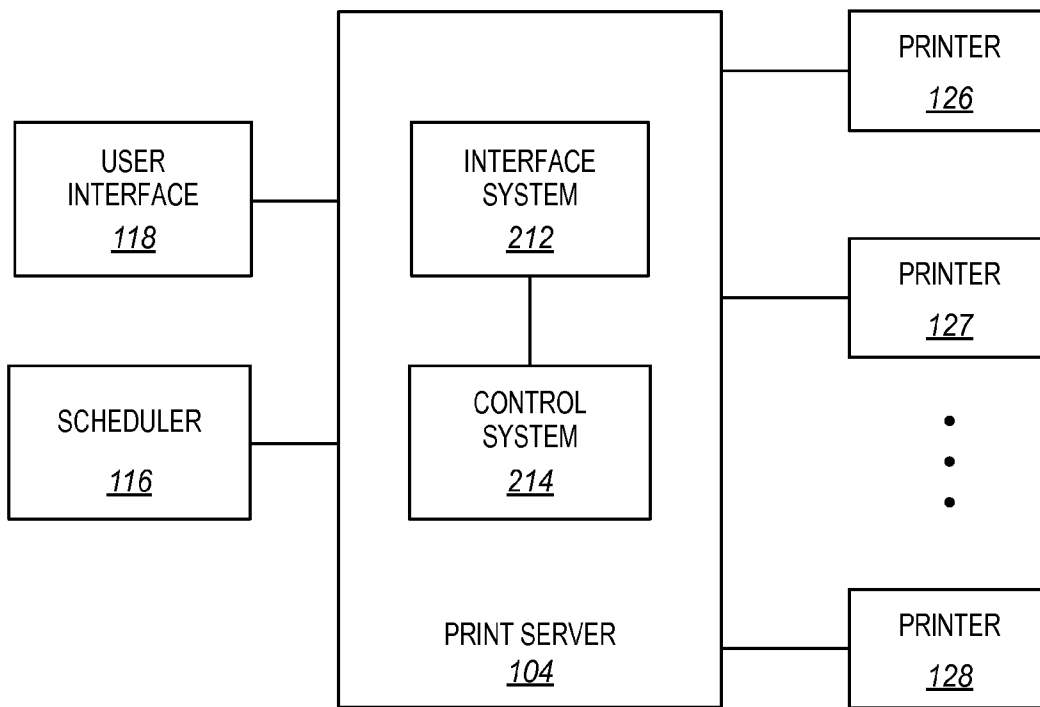 USER
INTERFACE
118
SCHEDULER
116
INTERFACE
SYSTEM
212
CONTROL
SYSTEM
214
PRINT SERVER
104
PRINTER
126
PRINTER
127
PRINTER
128